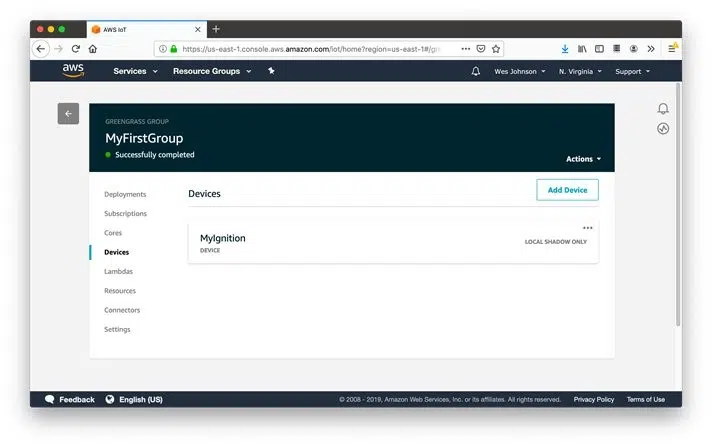 AWS IoT
https://us-east-1.console.aws.amazon.com/iot/home?region=us-east-1#/gre
aws
Services
Resource Groups
Wes Johnson
N. Virginia
Support
GREENGRASS GROUP
MyFirstGroup
Successfully completed
Actions
Deployments
Subscriptions
Cores
Devices
Lambdas
Resources
Connectors
Settings
Devices
Add Device
MyIgnition
DEVICE
LOCAL SHADOW ONLY
Feedback
English (US)
© 2008 - 2019, Amazon Web Services, Inc. or its affiliates. All rights reserved.
Privacy Policy
Terms of Use